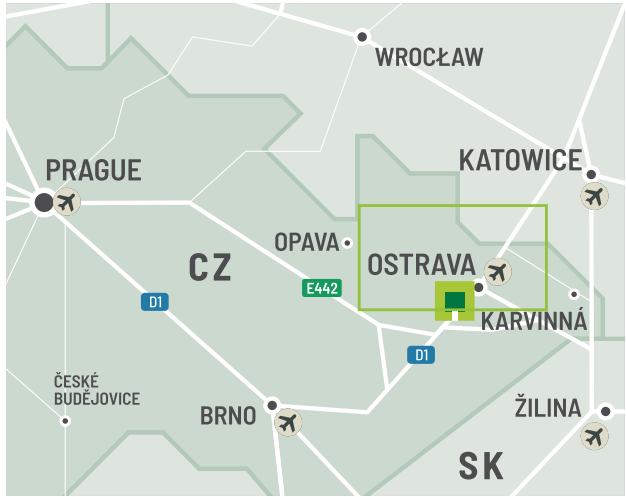 WROCŁAW
KATOWICE
PRAGUE
OPAVA
CZ
OSTRAVA
E442
D1
KARVINNÁ
D1
ČESKÉ
BUDĚJOVICE
BRNO
ŽILINA
SK